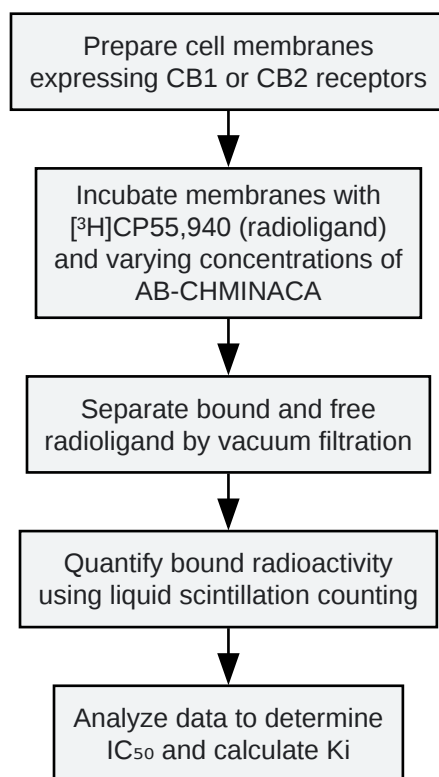 Prepare cell membranes
expressing CB1 or CB2 receptors
Incubate membranes with
[³H]CP55,940 (radioligand)
and varying concentrations of
AB-CHMINACA
Separate bound and free
radioligand by vacuum filtration
Quantify bound radioactivity
using liquid scintillation counting
Analyze data to determine
IC₅₀ and calculate Ki